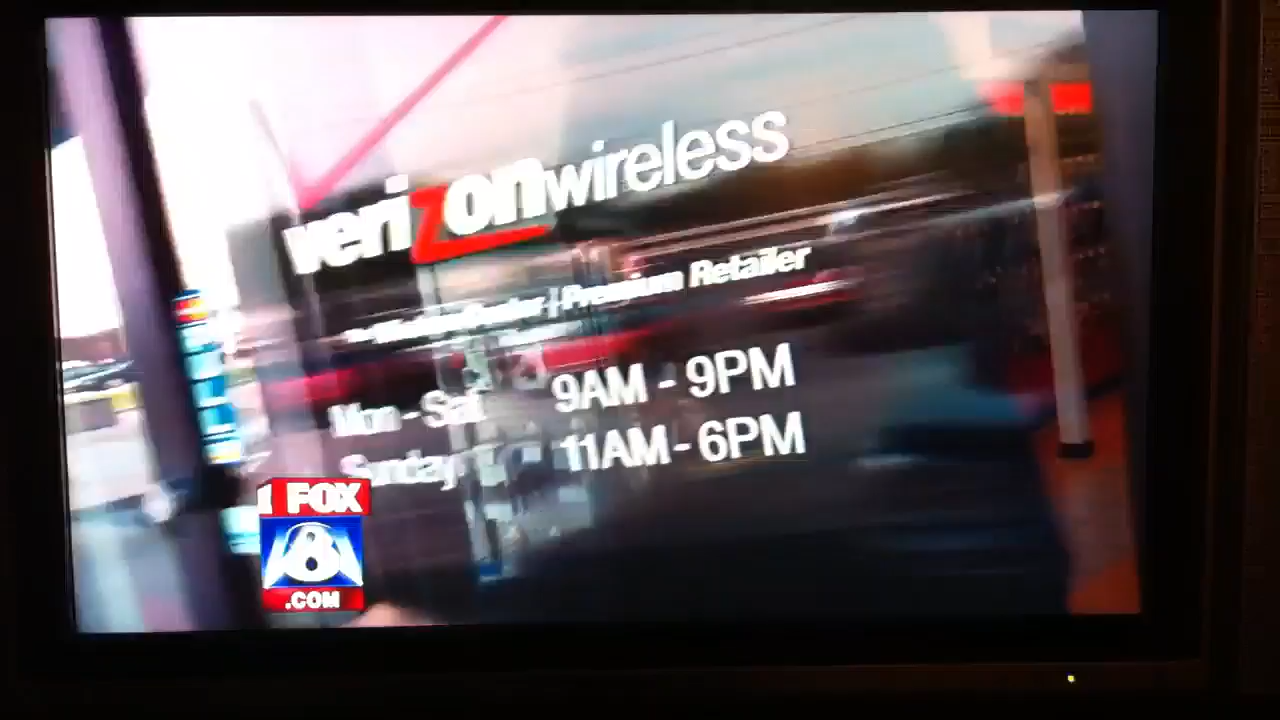 verizonwireless
| Premium Retailer
Mon - Sat 9AM - 9PM
Sunday 11AM - 6PM
FOX
8
.COM